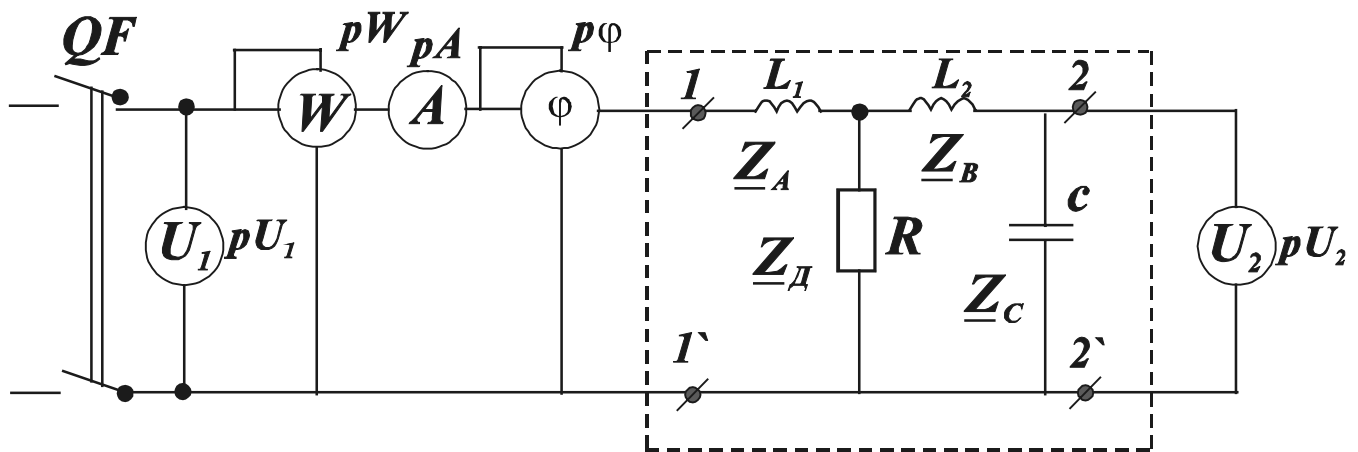 QF
pW
pA
pφ
W
A
φ
1
L₁
L₂
2
Z_A
Z_B
U₁
pU₁
Z_Д
R
c
Z_C
U₂
pU₂
1`
2`